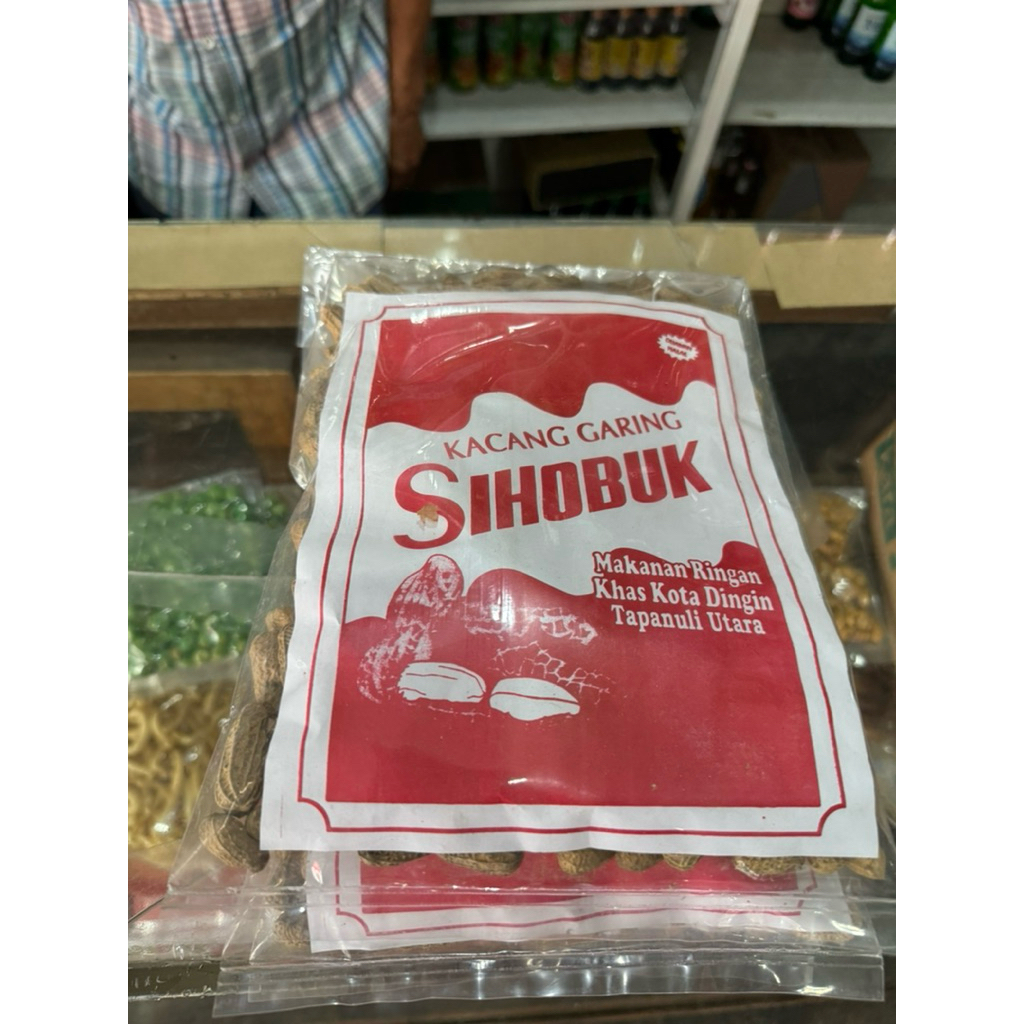 KACANG GARING
SIHOBUK
Makanan Ringan
Khas Kota Dingin
Tapanuli Utara